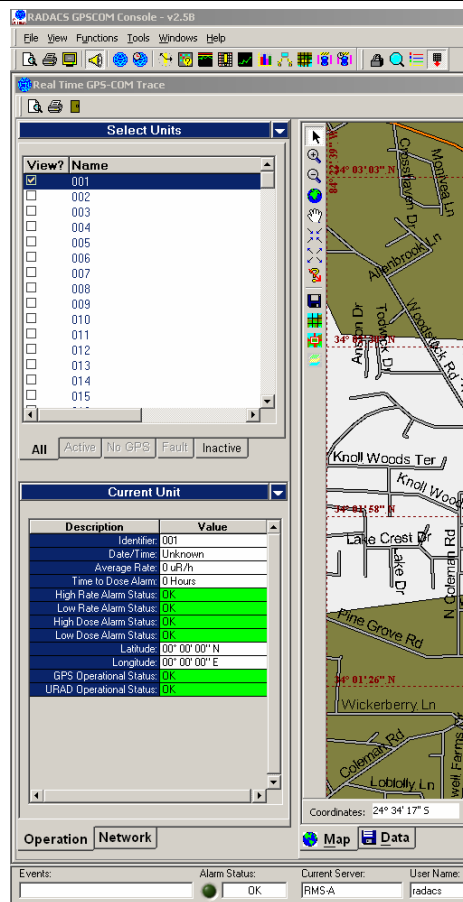 RADACS GPSCOM Console - v2.5B
File View Functions Tools Windows Help
Real Time GPS-COM Trace
Select Units
View? Name
001
002
003
004
005
006
007
008
009
010
011
012
013
014
015
All Active No GPS Fault Inactive
Current Unit
Description Value
Identifier: 001
Date/Time: Unknown
Average Rate: 0 uR/h
Time to Dose Alarm: 0 Hours
High Rate Alarm Status: OK
Low Rate Alarm Status: OK
High Dose Alarm Status: OK
Low Dose Alarm Status: OK
Latitude: 00° 00' 00'' N
Longitude: 00° 00' 00'' E
GPS Operational Status: OK
URAD Operational Status: OK
Operation Network
34° 03' 03'' N
Crosshaven Dr
Monivea Ln
Allenbrook Ln
Woodstock Rd
Anston Dr
Todwick Dr
Knoll Woods Ter
Knoll Wood
34° 01' 58'' N
Lake Crest Dr
Lake Dr
N Coleman Rd
Pine Grove Rd
34° 01' 26'' N
Wickerberry Ln
Coleman Rd
Loblolly Ln
well Farms
Coordinates: 24° 34' 17" S
Map Data
Events: Alarm Status: Current Server: User Name:
OK RMS-A radacs